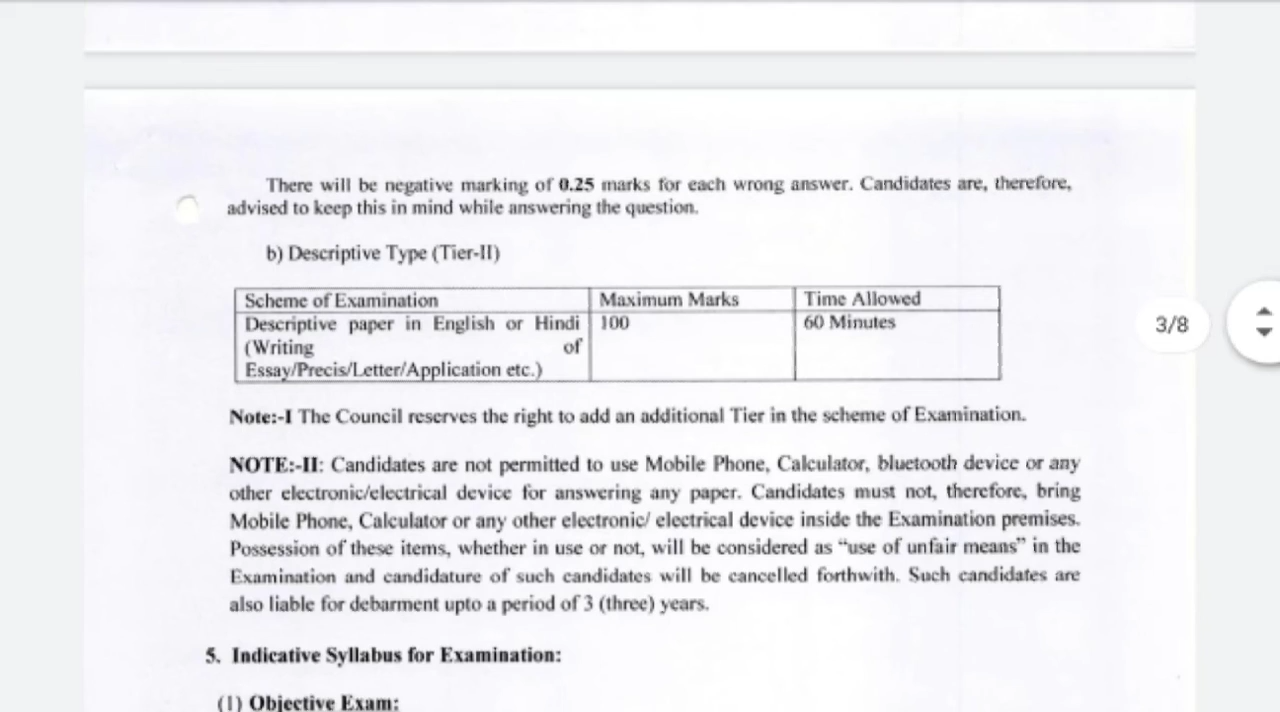 There will be negative marking of 0.25 marks for each wrong answer. Candidates are, therefore,
advised to keep this in mind while answering the question.
b) Descriptive Type (Tier-II)
Scheme of Examination Maximum Marks Time Allowed
Descriptive paper in English or Hindi 100 60 Minutes
(Writing of
Essay/Precis/Letter/Application etc.)
3/8
Note:-I The Council reserves the right to add an additional Tier in the scheme of Examination.
NOTE:-II: Candidates are not permitted to use Mobile Phone, Calculator, bluetooth device or any
other electronic/electrical device for answering any paper. Candidates must not, therefore, bring
Mobile Phone, Calculator or any other electronic/ electrical device inside the Examination premises.
Possession of these items, whether in use or not, will be considered as “use of unfair means” in the
Examination and candidature of such candidates will be cancelled forthwith. Such candidates are
also liable for debarment upto a period of 3 (three) years.
5. Indicative Syllabus for Examination:
(1) Objective Exam: